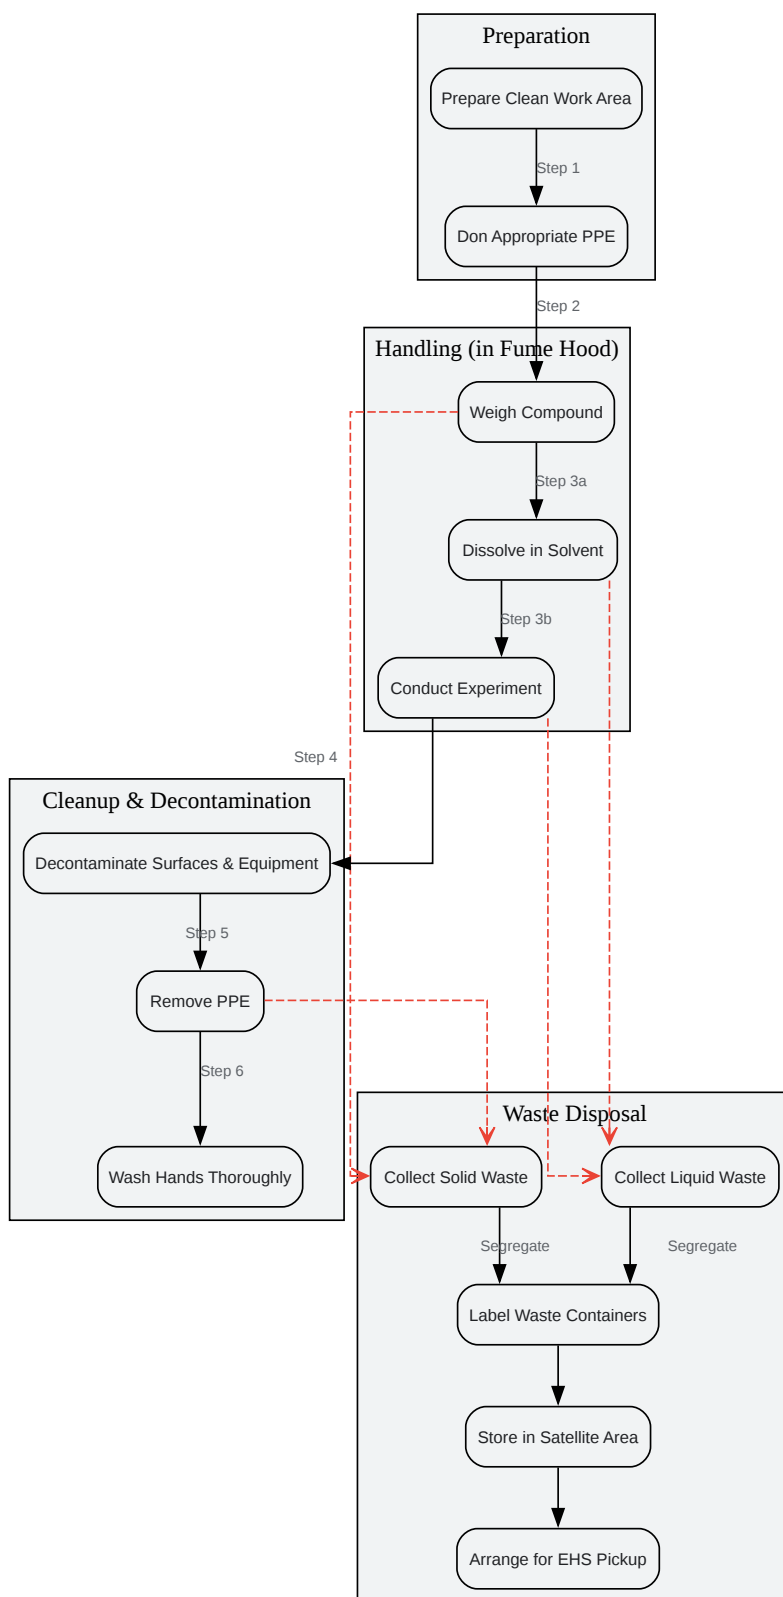 Preparation
Prepare Clean Work Area
Step 1
Don Appropriate PPE
Step 2
Handling (in Fume Hood)
Weigh Compound
Step 3a
Dissolve in Solvent
Step 3b
Conduct Experiment
Step 4
Cleanup & Decontamination
Decontaminate Surfaces & Equipment
Step 5
Remove PPE
Step 6
Wash Hands Thoroughly
Waste Disposal
Collect Solid Waste
Collect Liquid Waste
Segregate
Segregate
Label Waste Containers
Store in Satellite Area
Arrange for EHS Pickup